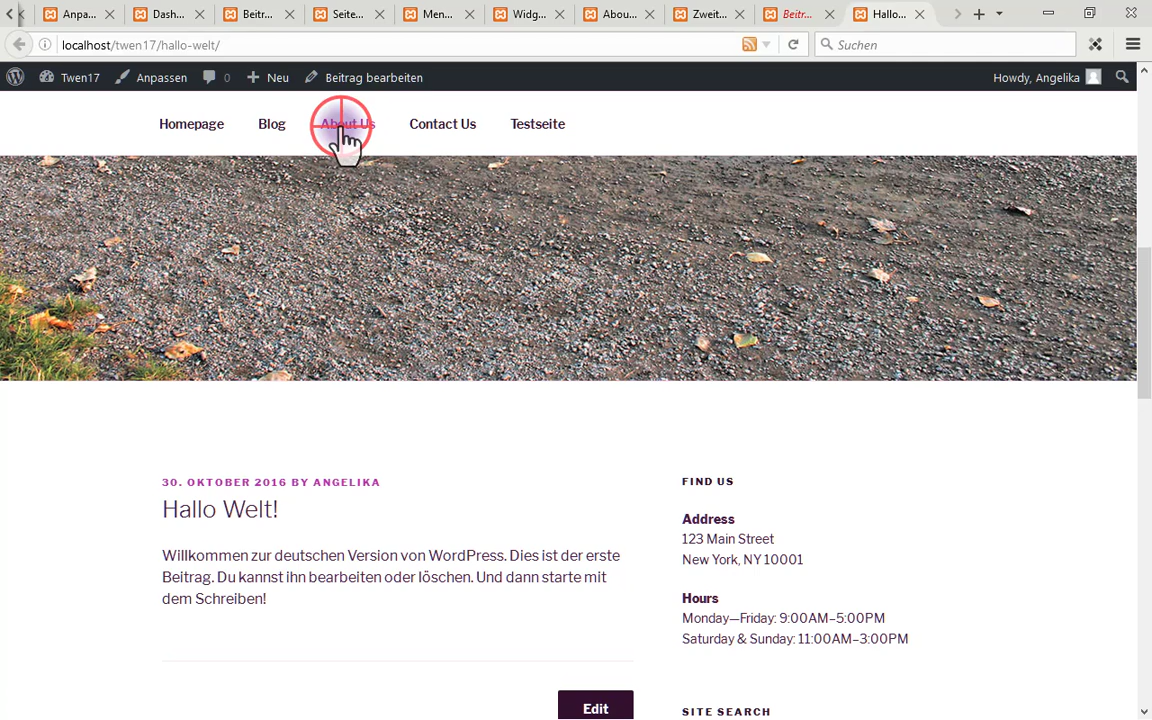 Anpa...
Dash...
Beitr...
Seite...
Men...
Widg...
Abou...
Zweit...
Beitr...
Hallo...
localhost/twen17/hallo-welt/
Suchen
Twen17
Anpassen
0
Neu
Beitrag bearbeiten
Howdy, Angelika
Homepage
Blog
About Us
Contact Us
Testseite
30. OKTOBER 2016 BY ANGELIKA
Hallo Welt!
Willkommen zur deutschen Version von WordPress. Dies ist der erste
Beitrag. Du kannst ihn bearbeiten oder löschen. Und dann starte mit
dem Schreiben!
Edit
FIND US
Address
123 Main Street
New York, NY 10001
Hours
Monday—Friday: 9:00AM–5:00PM
Saturday & Sunday: 11:00AM–3:00PM
SITE SEARCH